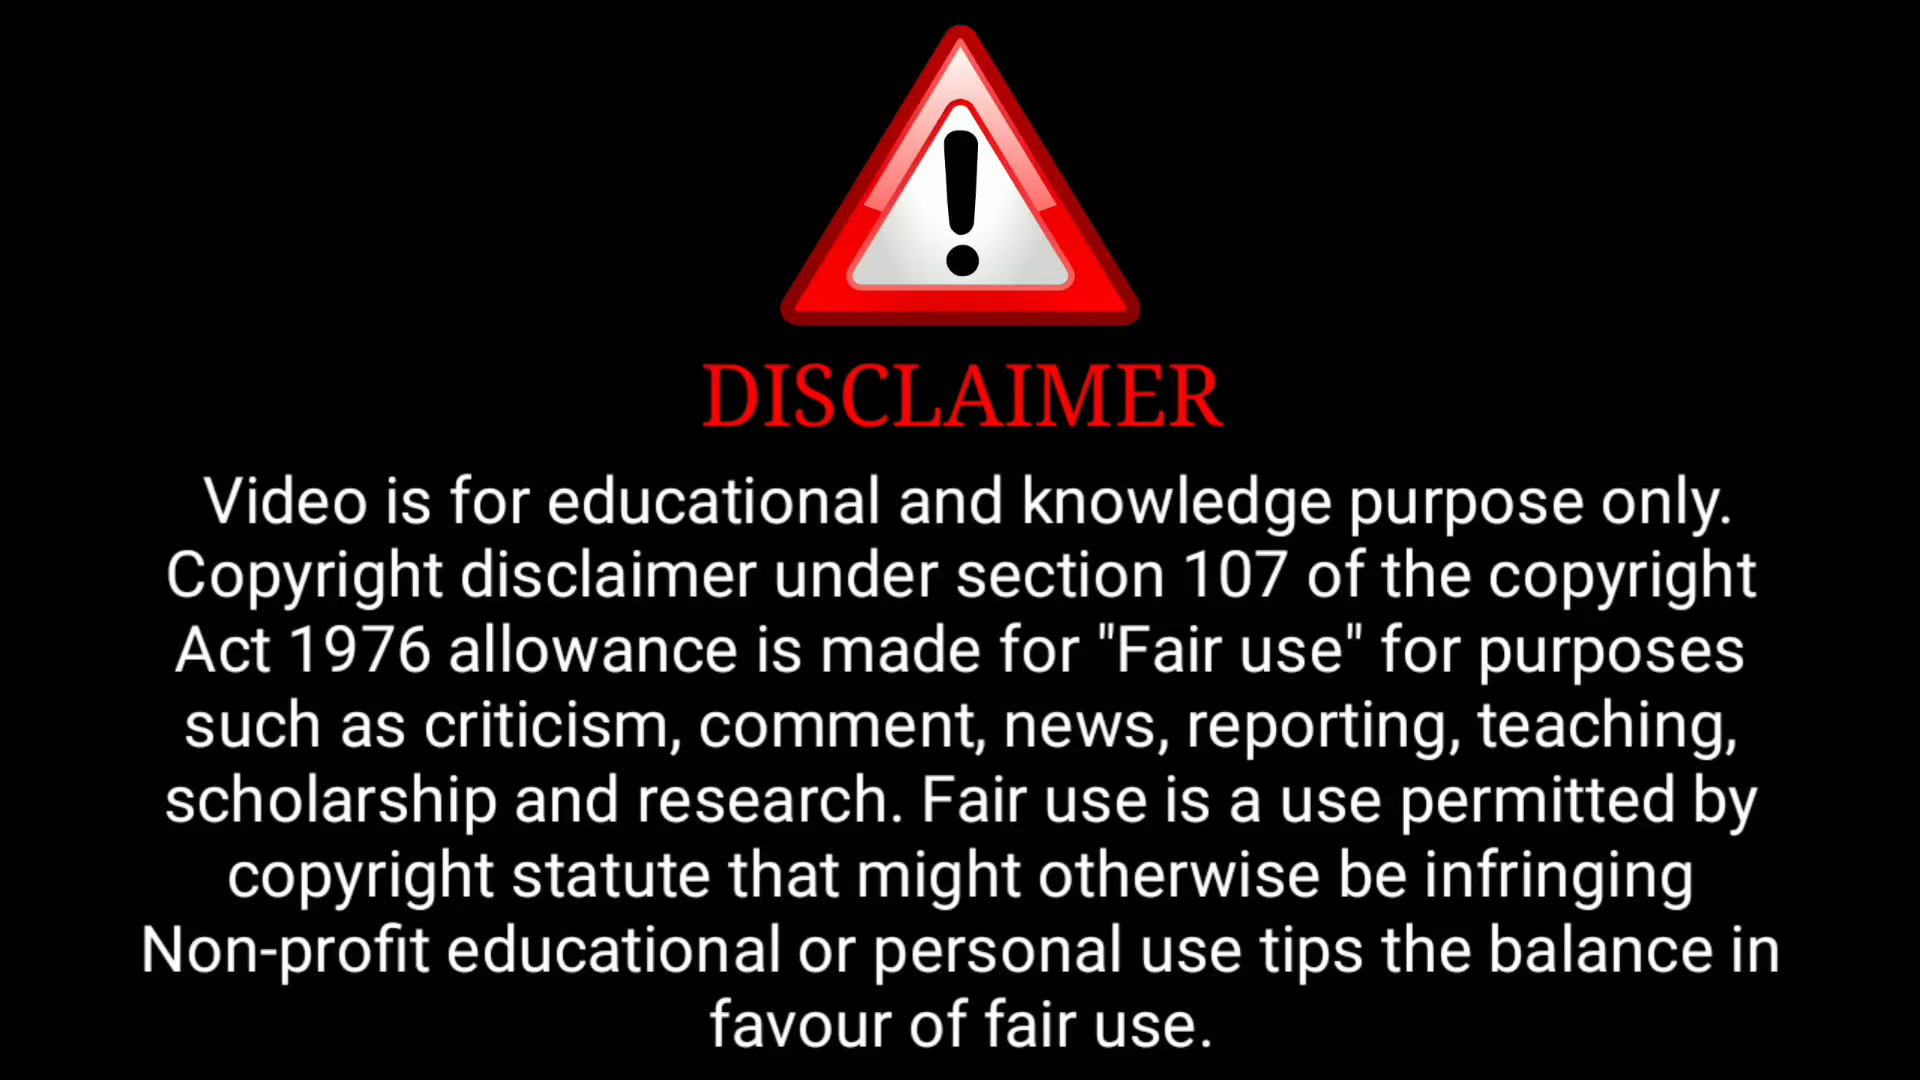 DISCLAIMER
Video is for educational and knowledge purpose only.
Copyright disclaimer under section 107 of the copyright
Act 1976 allowance is made for "Fair use" for purposes
such as criticism, comment, news, reporting, teaching,
scholarship and research. Fair use is a use permitted by
copyright statute that might otherwise be infringing
Non-profit educational or personal use tips the balance in
favour of fair use.